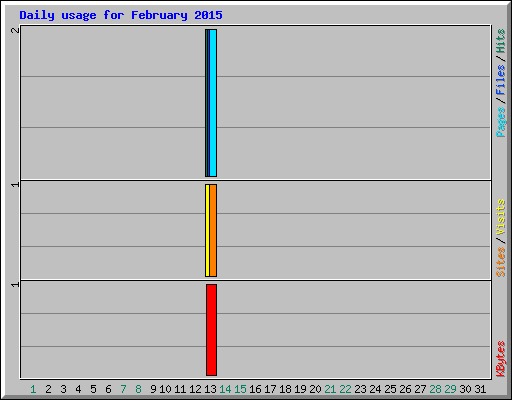 Daily usage for February 2015
2
1
1
Pages / Files / Hits
Sites / Visits
KBytes
1 2 3 4 5 6 7 8 9 10 11 12 13 14 15 16 17 18 19 20 21 22 23 24 25 26 27 28 29 30 31